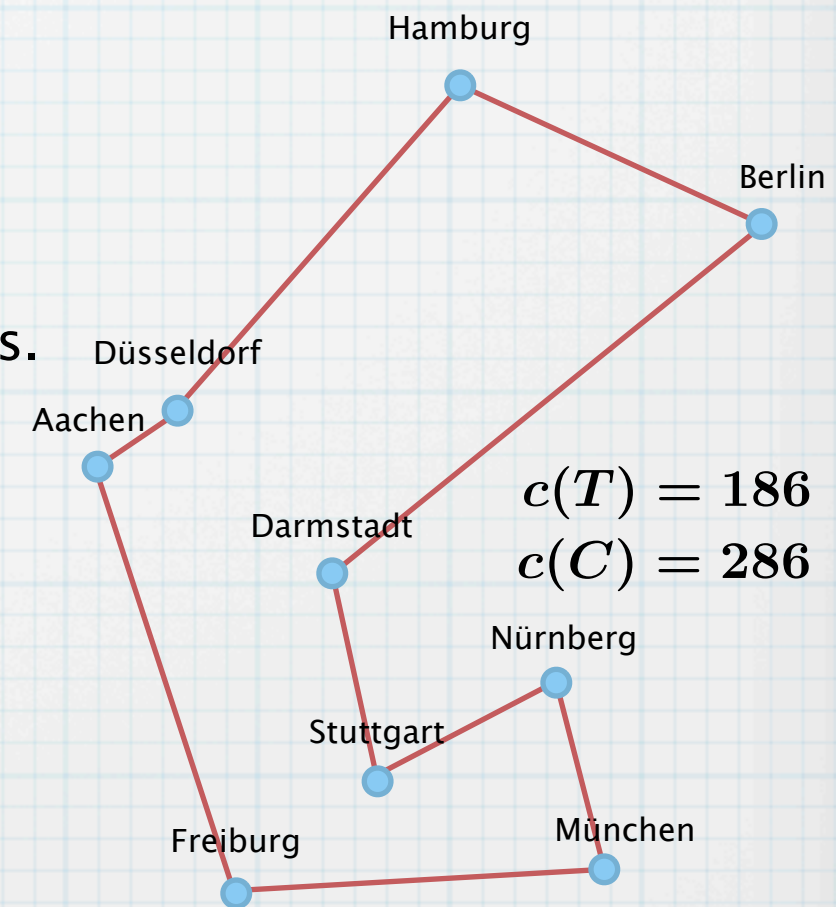 Hamburg
Berlin
s.
Düsseldorf
Aachen
c(T) = 186
Darmstadt
c(C) = 286
Nürnberg
Stuttgart
München
Freiburg